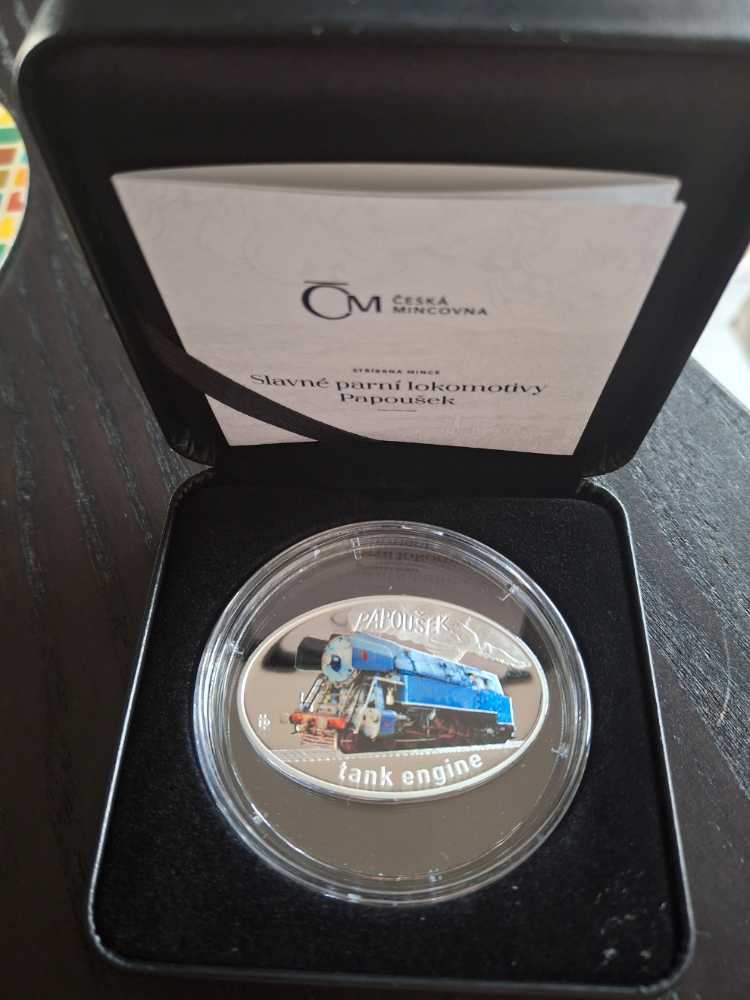 ČM ČESKÁ
MINCOVNA
STŘÍBRNÁ MINCE
Slavné parní lokomotivy
Papoušek
PAPOUŠEK
tank engine